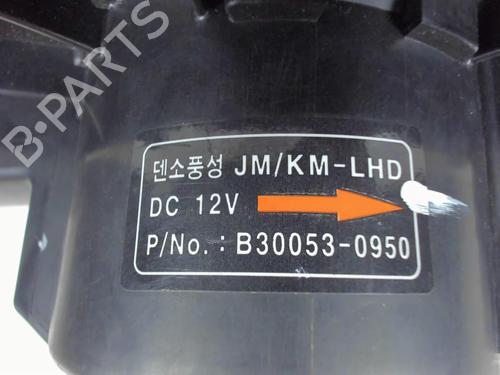 B-PARTS
덴소풍성 JM/KM-LHD
DC 12V
P/No.: B30053-0950